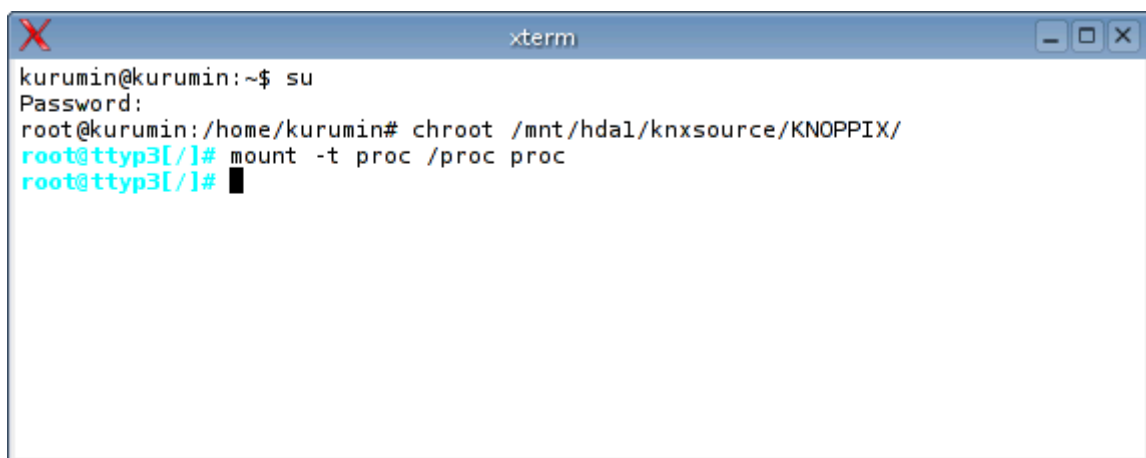 xterm
kurumin@kurumin:~$ su
Password:
root@kurumin:/home/kurumin# chroot /mnt/hda1/knxsource/KNOPPIX/
root@ttyp3[/]# mount -t proc /proc proc
root@ttyp3[/]#